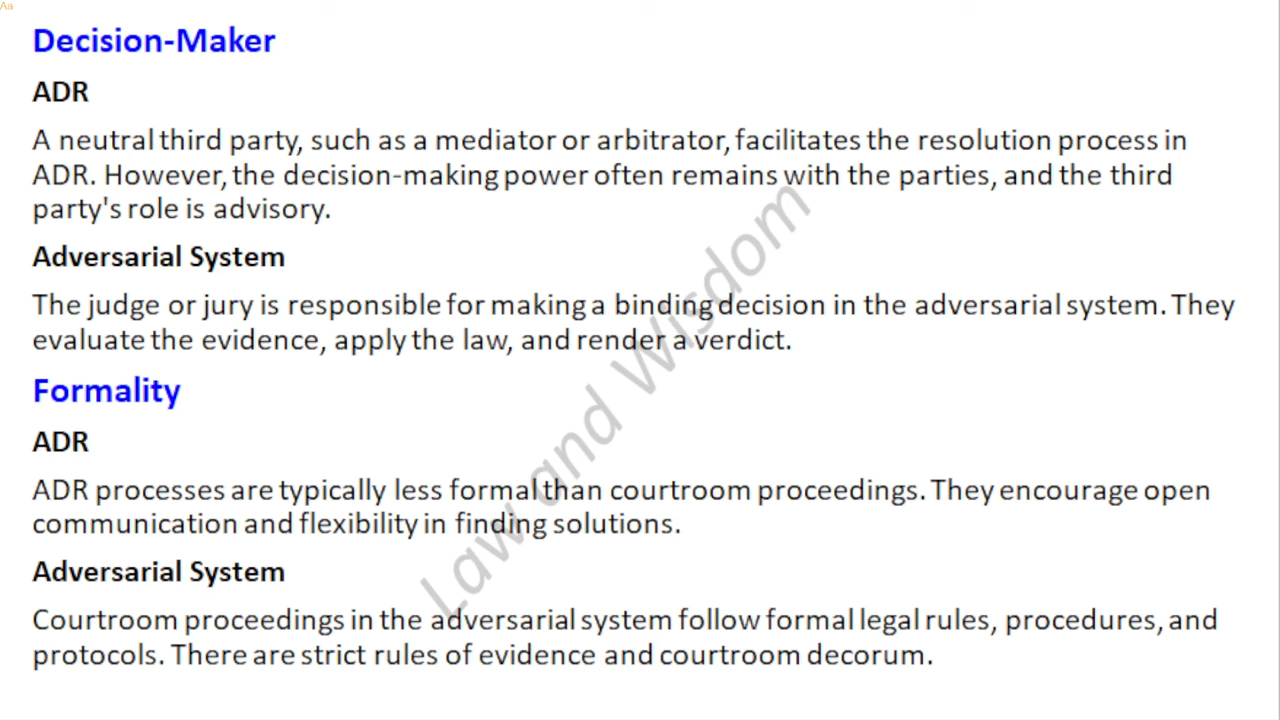 Aa
Decision-Maker
ADR
A neutral third party, such as a mediator or arbitrator, facilitates the resolution process in
ADR. However, the decision-making power often remains with the parties, and the third
party's role is advisory.
Adversarial System
The judge or jury is responsible for making a binding decision in the adversarial system. They
evaluate the evidence, apply the law, and render a verdict.
Formality
ADR
ADR processes are typically less formal than courtroom proceedings. They encourage open
communication and flexibility in finding solutions.
Adversarial System
Courtroom proceedings in the adversarial system follow formal legal rules, procedures, and
protocols. There are strict rules of evidence and courtroom decorum.
Law and Wisdom